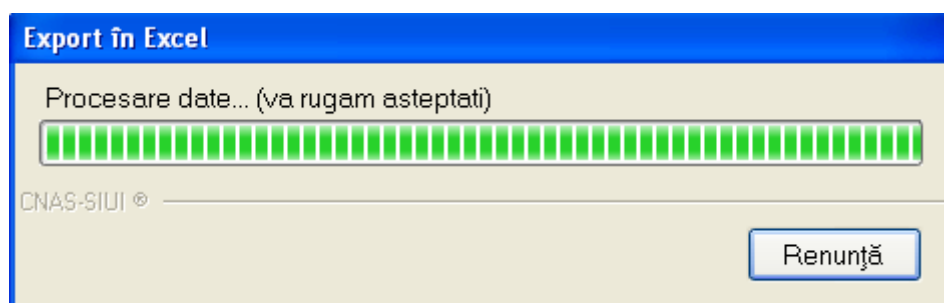 Export în Excel
Procesare date... (va rugam asteptati)
CNAS-SIUI ®
Renunţă